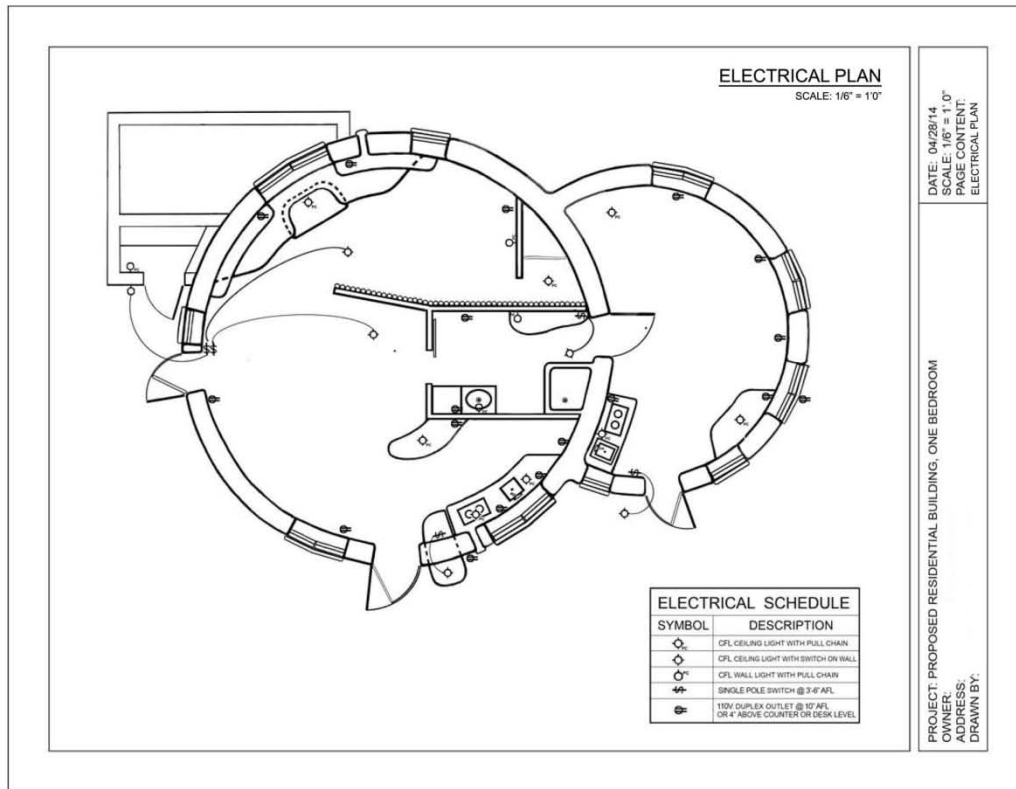 ELECTRICAL PLAN
SCALE: 1/6" = 1'0"
DATE: 04/28/14
SCALE: 1/6" = 1'.0"
PAGE CONTENT:
ELECTRICAL PLAN
PROJECT: PROPOSED RESIDENTIAL BUILDING, ONE BEDROOM
OWNER:
ADDRESS:
DRAWN BY:
ELECTRICAL SCHEDULE
SYMBOL DESCRIPTION
PC CFL CEILING LIGHT WITH PULL CHAIN
CFL CEILING LIGHT WITH SWITCH ON WALL
PC CFL WALL LIGHT WITH PULL CHAIN
SINGLE POLE SWITCH @ 3'-6" AFL
110V. DUPLEX OUTLET @ 10" AFL
OR 4" ABOVE COUNTER OR DESK LEVEL